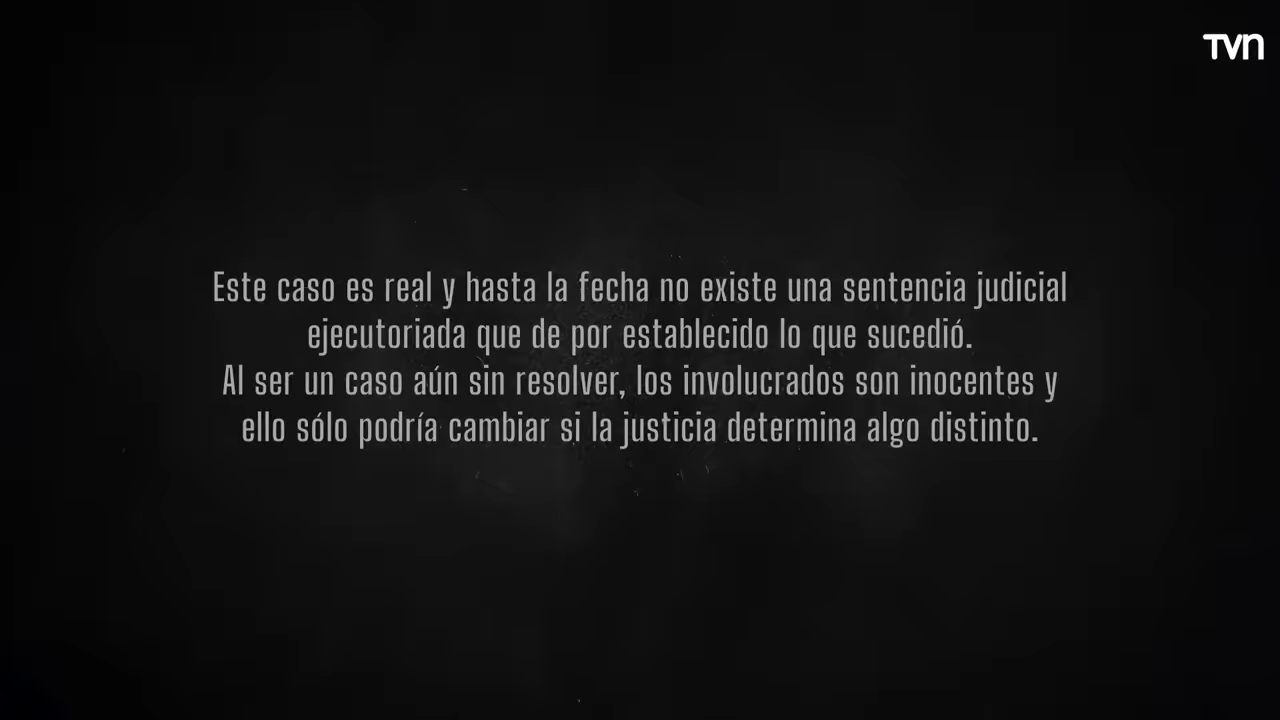 TVN
Este caso es real y hasta la fecha no existe una sentencia judicial
ejecutoriada que de por establecido lo que sucedió.
Al ser un caso aún sin resolver, los involucrados son inocentes y
ello sólo podría cambiar si la justicia determina algo distinto.